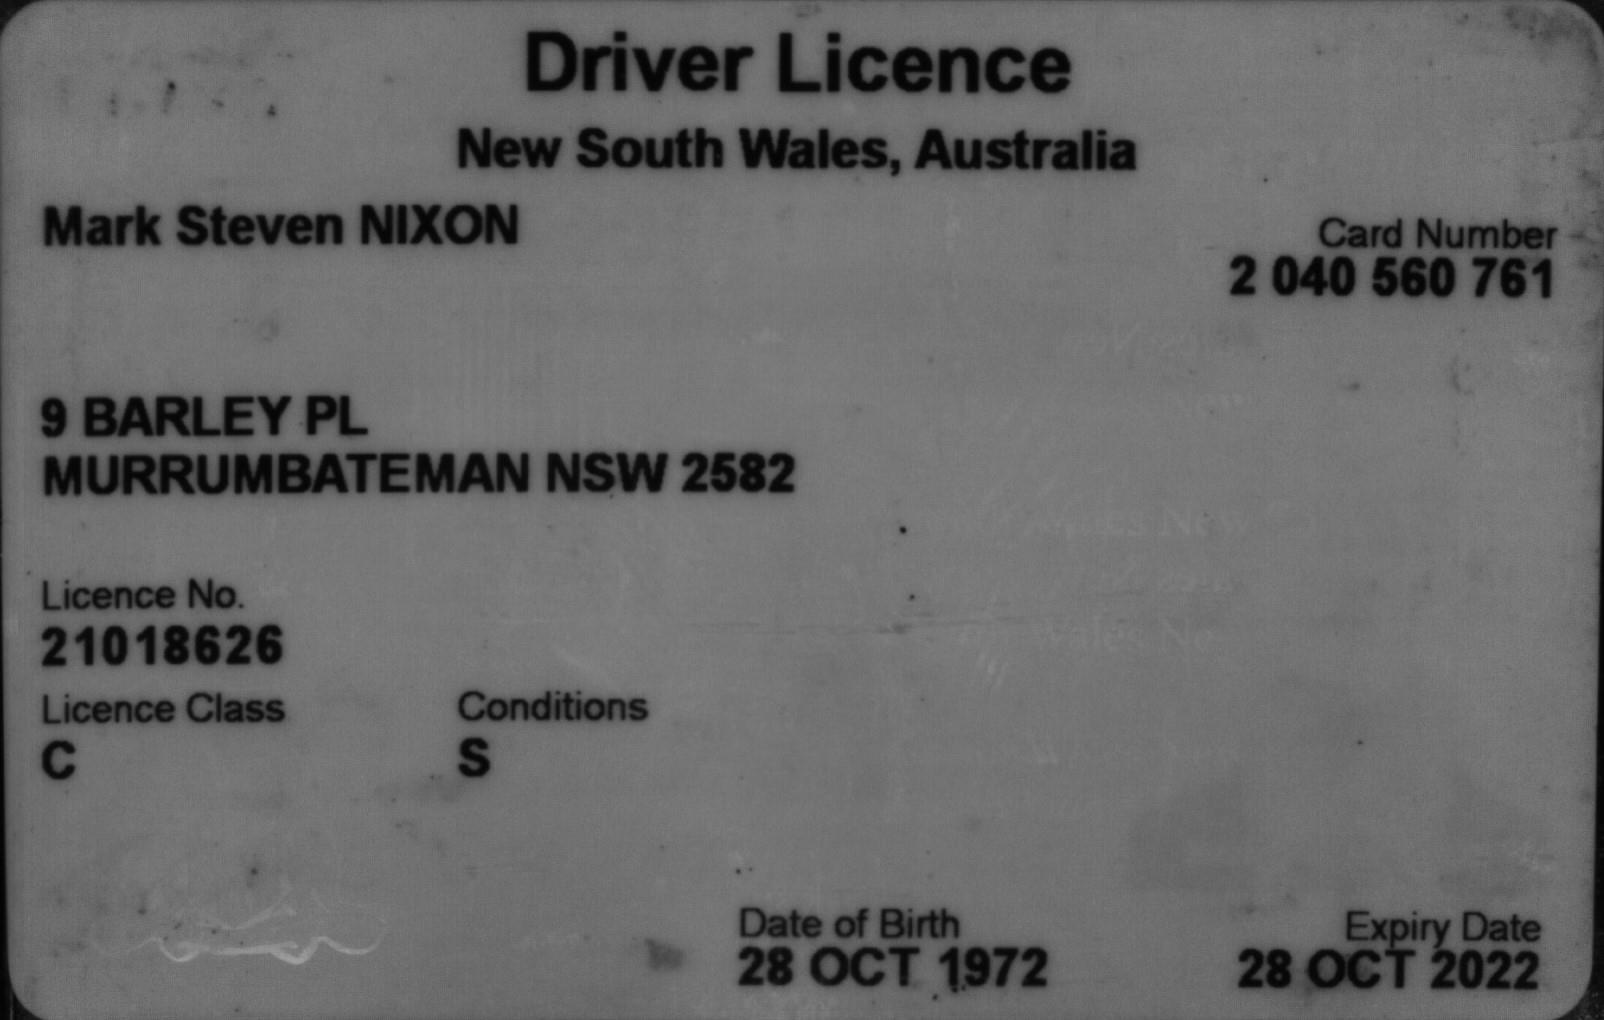 Driver Licence
New South Wales, Australia
Mark Steven NIXON
Card Number
2 040 560 761
9 BARLEY PL
MURRUMBATEMAN NSW 2582
Licence No.
21018626
Licence Class
Conditions
C
S
Date of Birth
Expiry Date
28 OCT 1972
28 OCT 2022